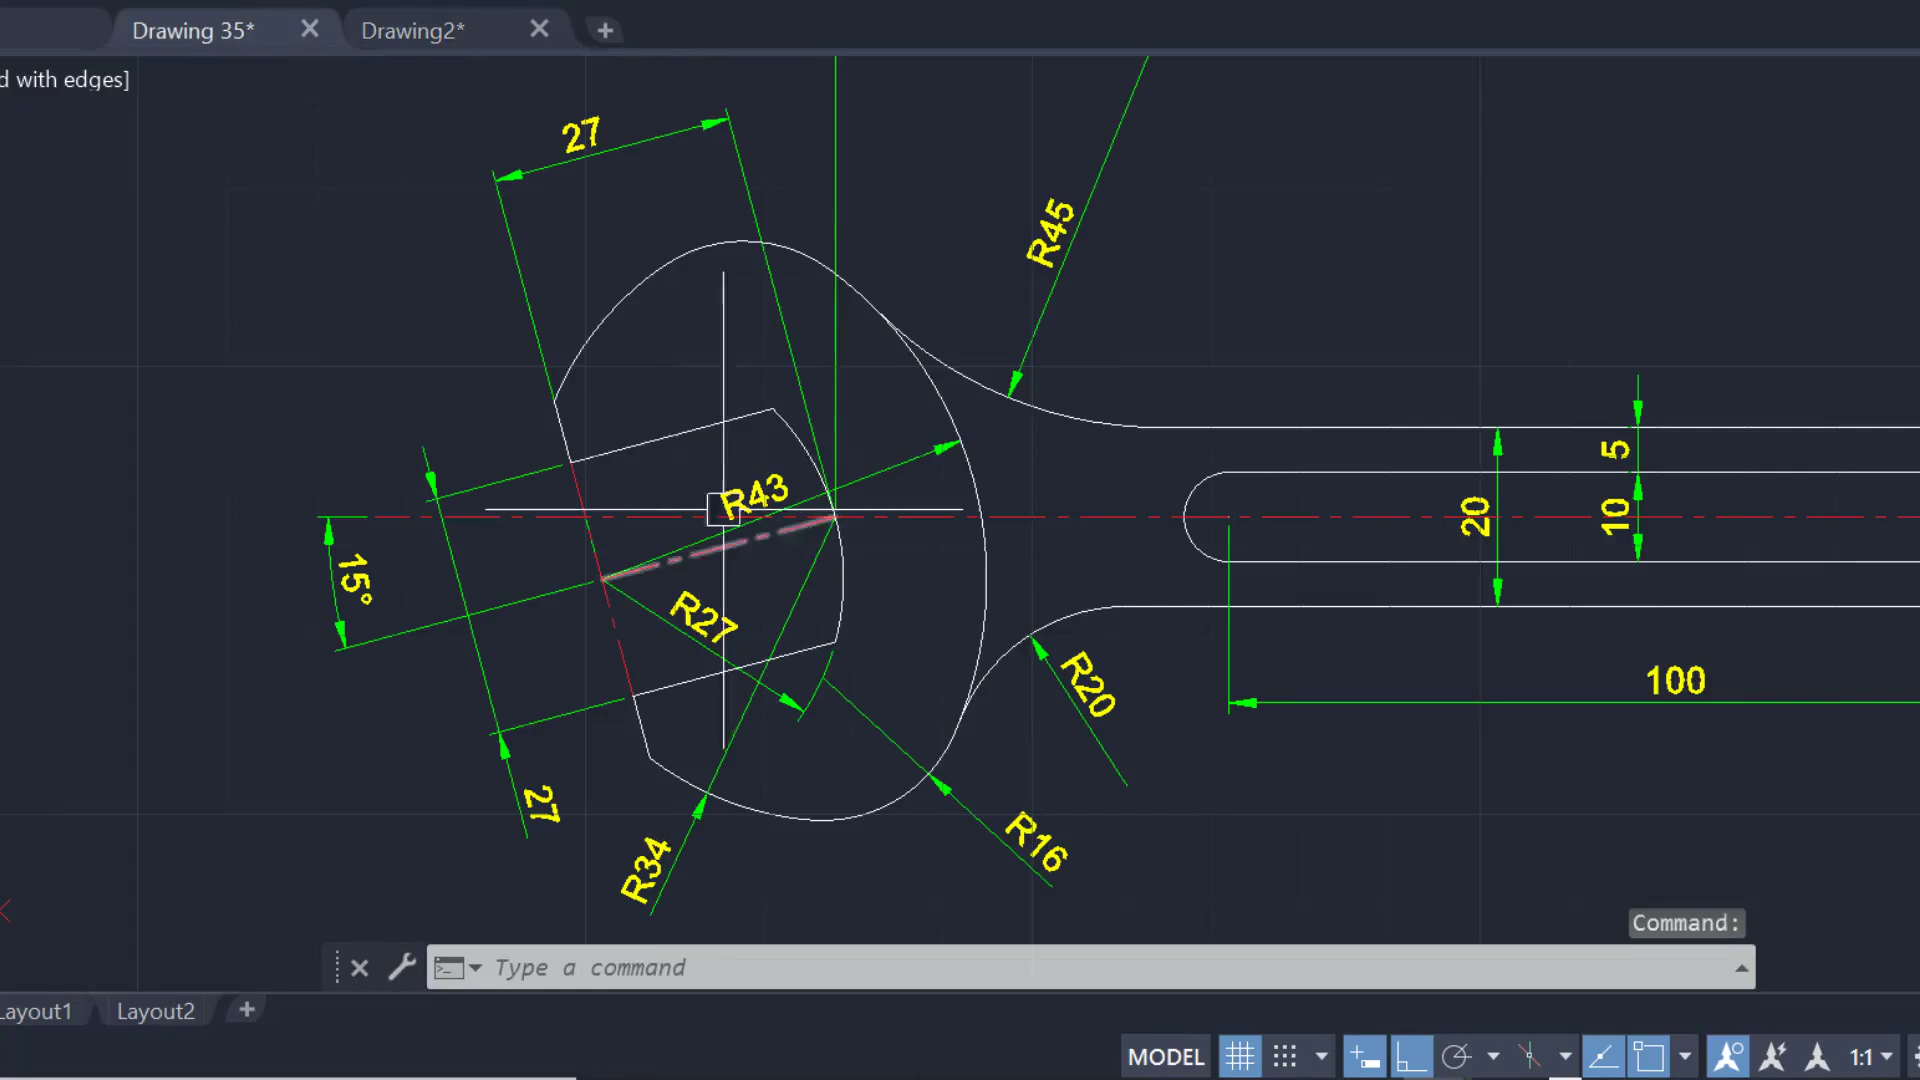 Drawing 35*
Drawing2*
d with edges]
27
R45
5
R43
20
10
15°
R27
R20
100
27
R34
R16
Command:
Type a command
Layout1
Layout2
MODEL
1:1